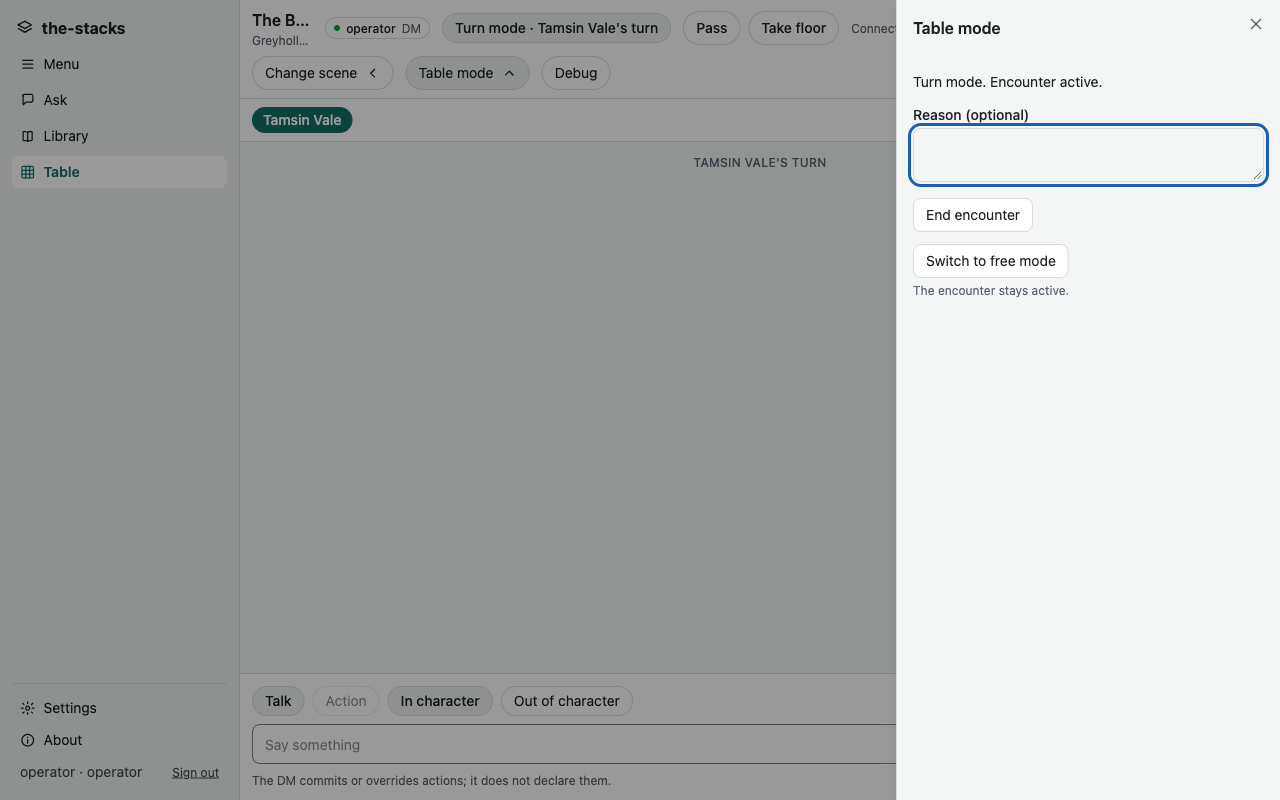 the-stacks
Menu
Ask
Library
Table
Settings
About
operator · operator
Sign out
The B...
Greyholl...
operator DM
Turn mode · Tamsin Vale's turn
Pass
Take floor
Connect
Change scene
Table mode
Debug
Tamsin Vale
TAMSIN VALE'S TURN
Talk
Action
In character
Out of character
Say something
The DM commits or overrides actions; it does not declare them.
Table mode
Turn mode. Encounter active.
Reason (optional)
End encounter
Switch to free mode
The encounter stays active.